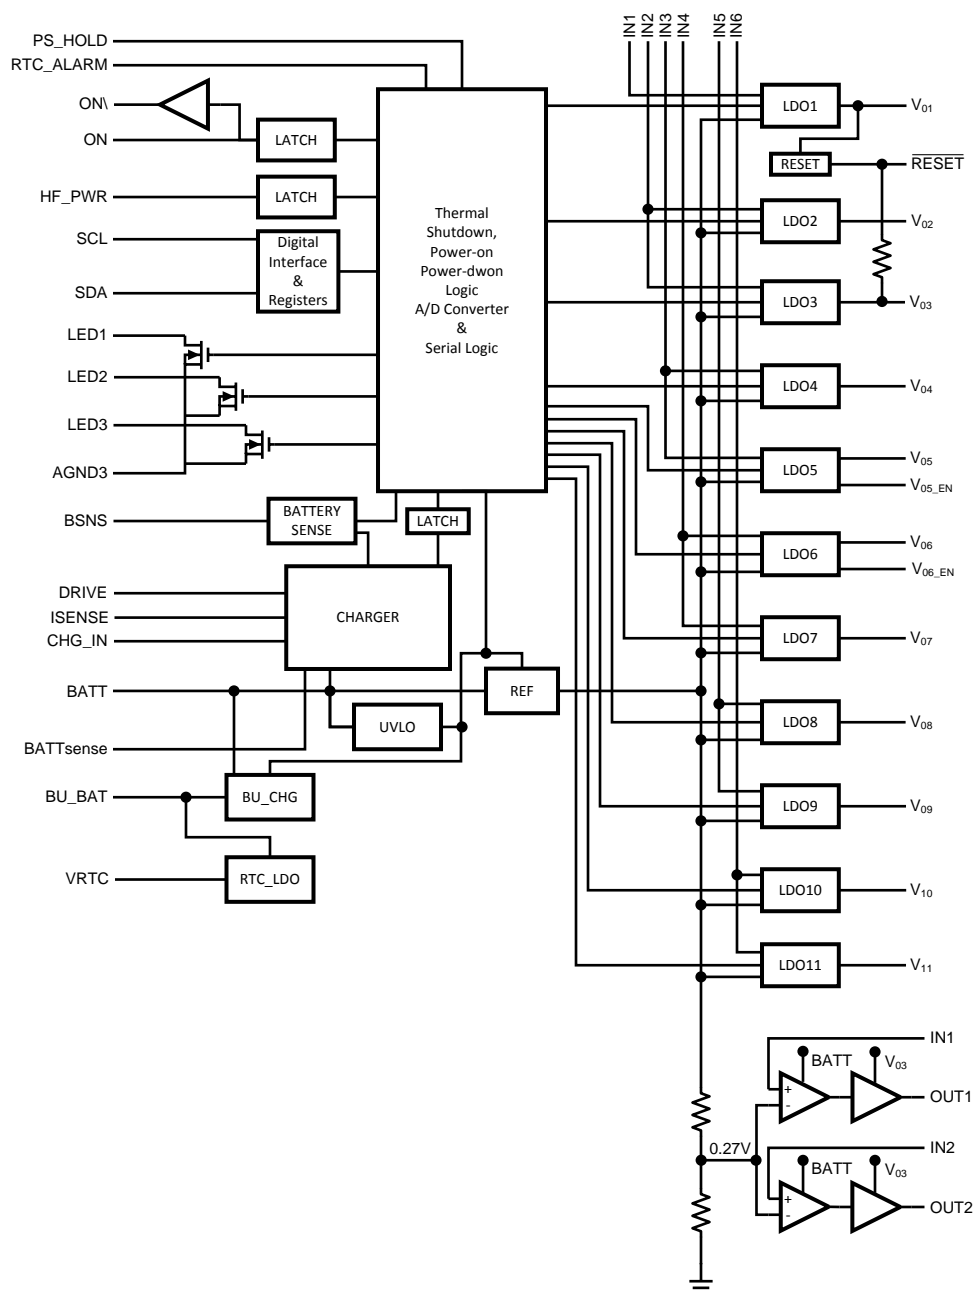 IN1
IN2
IN3
IN4
IN5
IN6
PS_HOLD
RTC_ALARM
ON\
ON
LATCH
HF_PWR
LATCH
SCL
SDA
Digital
Interface
&
Registers
LED1
LED2
LED3
AGND3
Thermal
Shutdown,
Power-on
Power-dwon
Logic
A/D Converter
&
Serial Logic
BSNS
BATTERY
SENSE
LATCH
DRIVE
ISENSE
CHG_IN
CHARGER
BATT
REF
UVLO
BATTsense
BU_BAT
BU_CHG
VRTC
RTC_LDO
LDO1
V01
RESET
RESET
LDO2
V02
LDO3
V03
LDO4
V04
LDO5
V05
V05_EN
LDO6
V06
V06_EN
LDO7
V07
LDO8
V08
LDO9
V09
LDO10
V10
LDO11
V11
IN1
BATT
V03
+
-
OUT1
0.27V
IN2
BATT
V03
+
-
OUT2